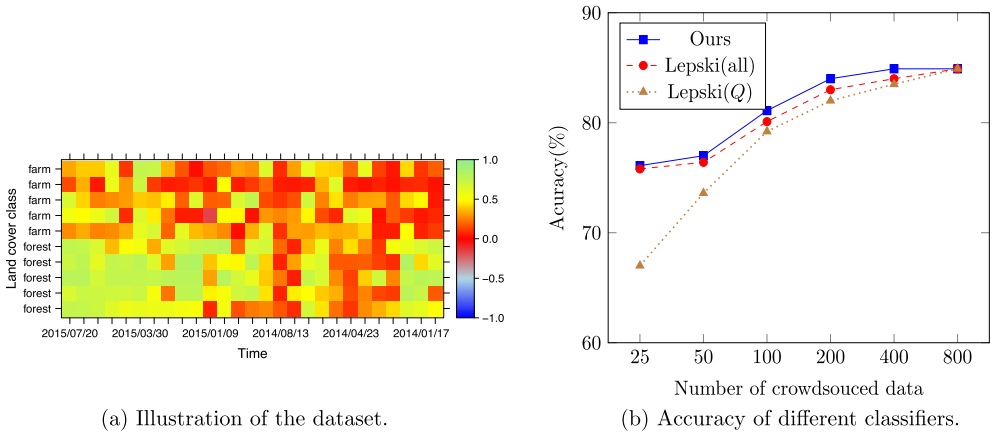 farm
farm
farm
farm
farm
forest
forest
forest
forest
forest
Land cover class
2015/07/20 2015/03/30 2015/01/09 2014/08/13 2014/04/23 2014/01/17
Time
1.0
0.5
0.0
−0.5
−1.0
(a) Illustration of the dataset.
90
80
70
60
Acuracy(%)
Ours
Lepski(all)
Lepski(Q)
25 50 100 200 400 800
Number of crowdsouced data
(b) Accuracy of different classifiers.